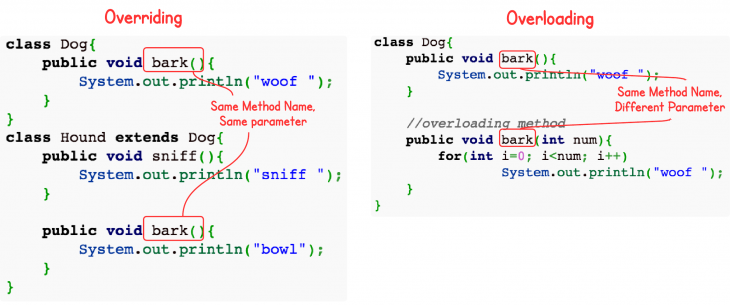 Overriding
class Dog{
public void bark(){
System.out.println("woof ");
}
}
Same Method Name,
Same parameter
class Hound extends Dog{
public void sniff(){
System.out.println("sniff ");
}
public void bark(){
System.out.println("bowl");
}
}
Overloading
class Dog{
public void bark(){
System.out.println("woof ");
}
Same Method Name,
Different Parameter
//overloading method
public void bark(int num){
for(int i=0; i<num; i++)
System.out.println("woof ");
}
}